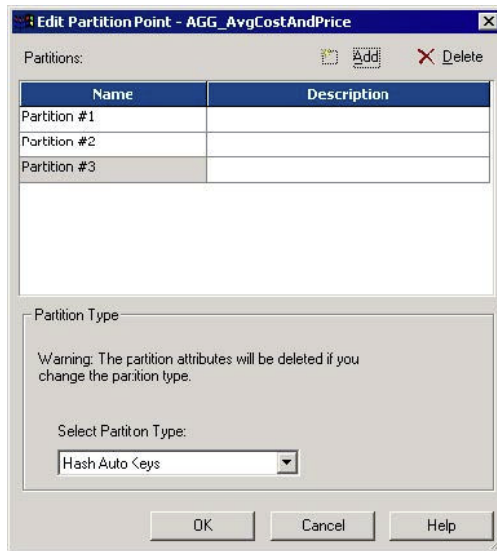 Edit Partition Point - AGG_AvgCostAndPrice
Partitions: Add Delete
Name Description
Partition #1
Partition #2
Partition #3
Partition Type
Warning: The partition attributes will be deleted if you
change the partition type.
Select Partiton Type:
Hash Auto Keys
OK Cancel Help